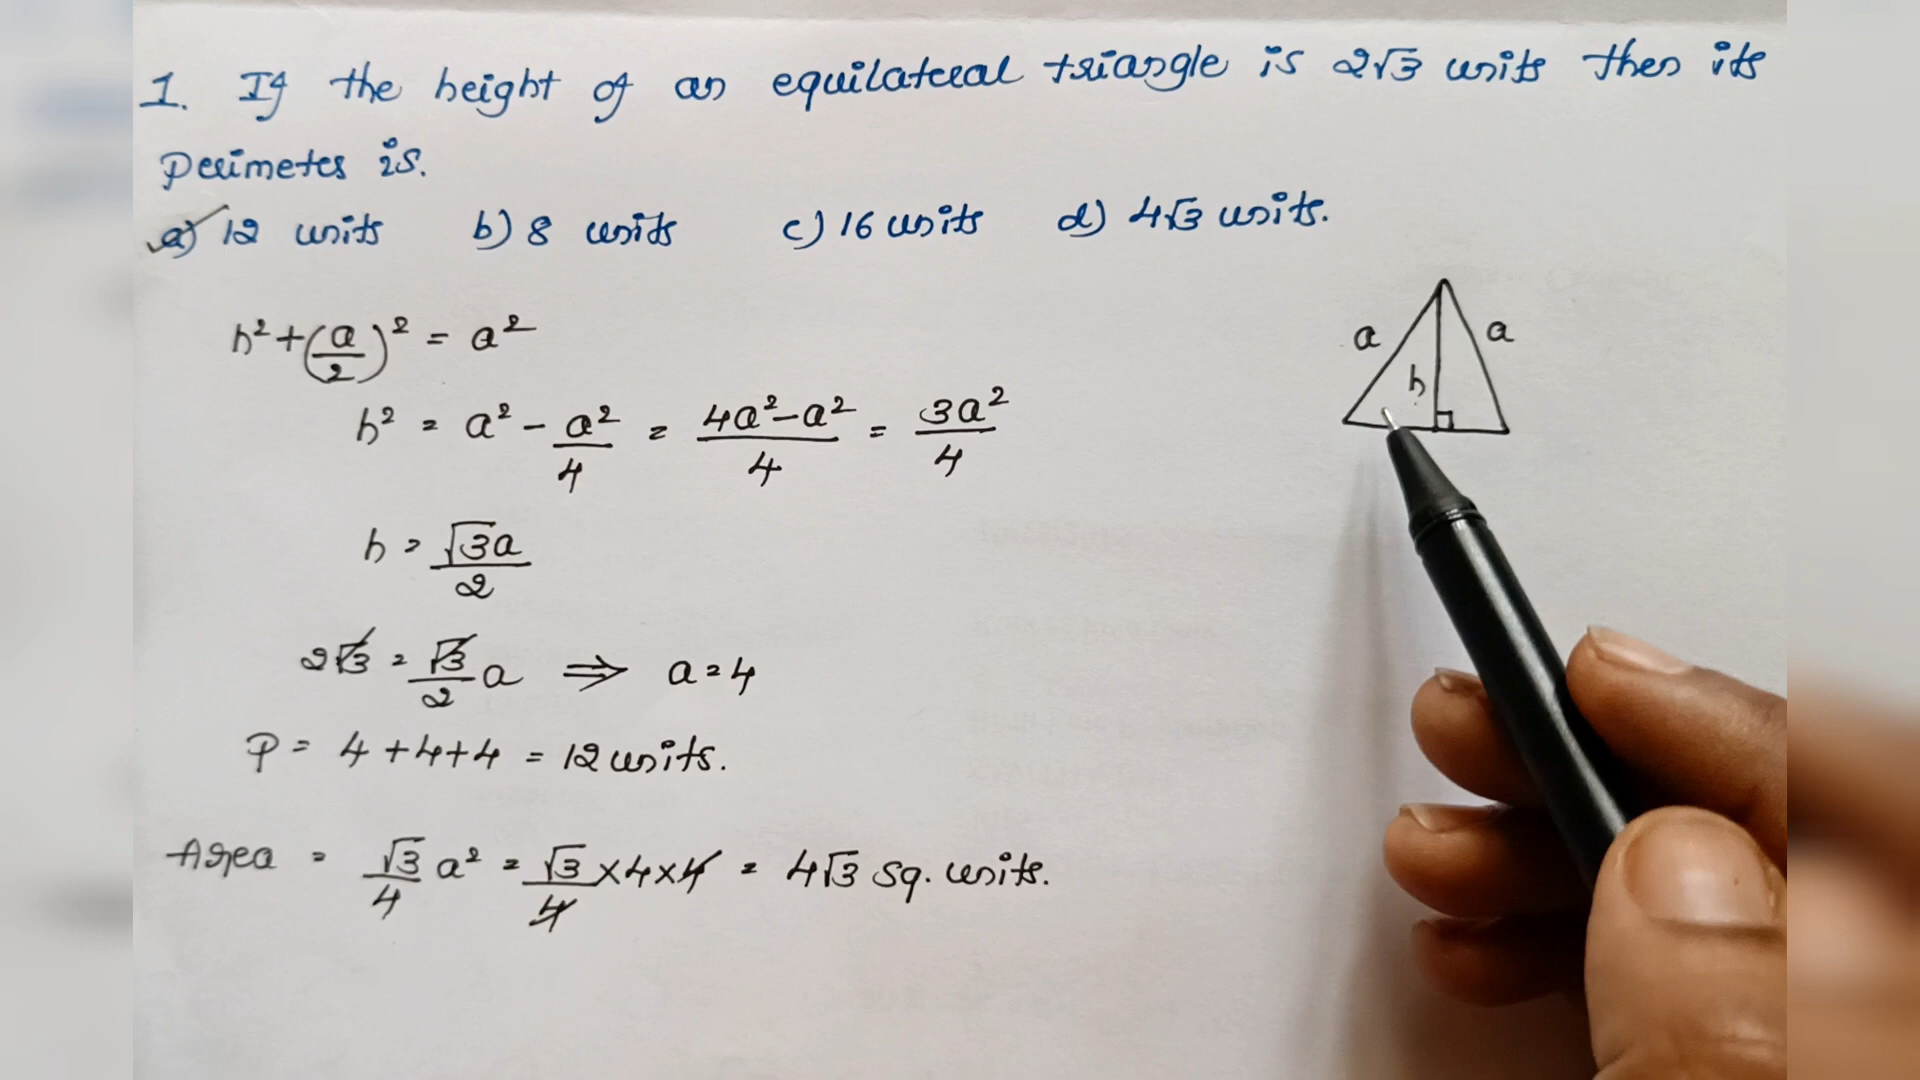 1. If the height of an equilateral triangle is 2√3 units then its
perimeter is.
a) 12 units b) 8 units c) 16 units d) 4√3 units.
h² + (a/2)² = a²
h² = a² - a²/4 = (4a² - a²)/4 = 3a²/4
h = √3a/2
2√3 = √3/2 a ⇒ a = 4
P = 4 + 4 + 4 = 12 units.
Area = √3/4 a² = √3/4 × 4 × 4 = 4√3 sq. units.
a a
h